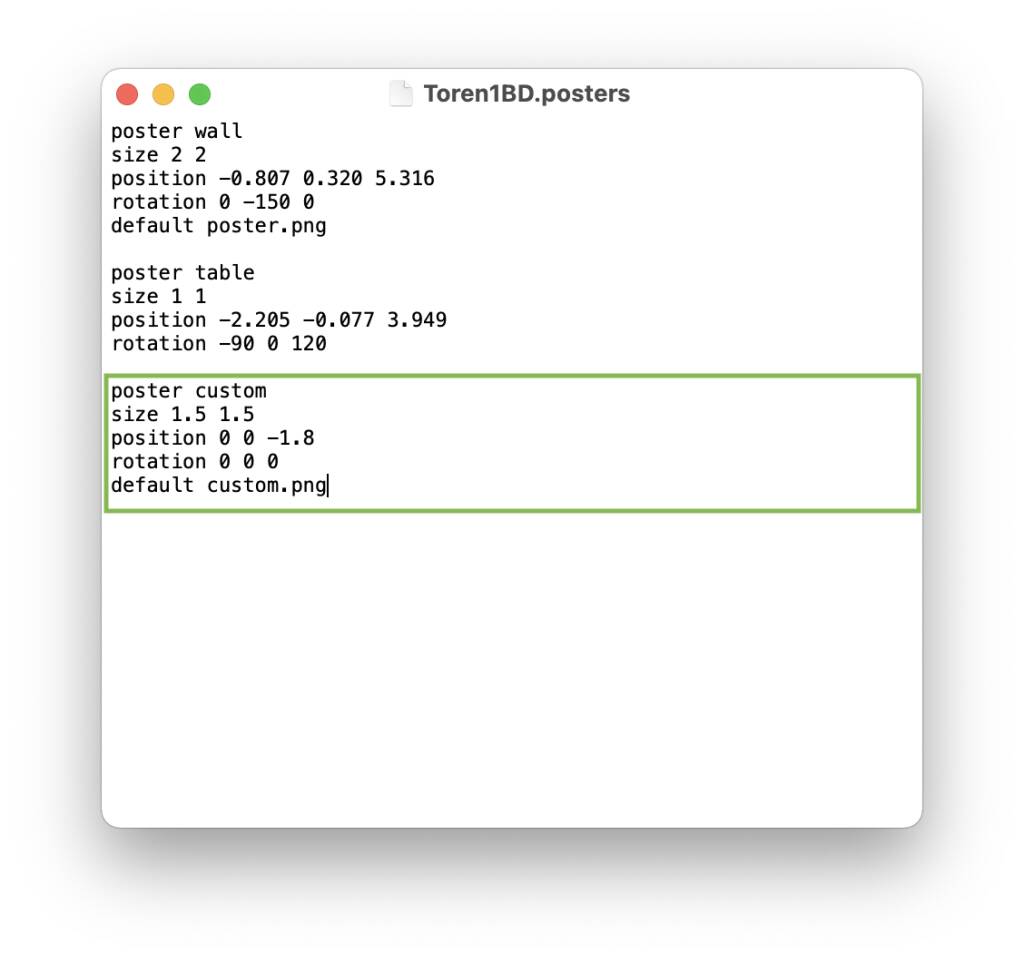 Toren1BD.posters
poster wall
size 2 2
position -0.807 0.320 5.316
rotation 0 -150 0
default poster.png
poster table
size 1 1
position -2.205 -0.077 3.949
rotation -90 0 120
poster custom
size 1.5 1.5
position 0 0 -1.8
rotation 0 0 0
default custom.png